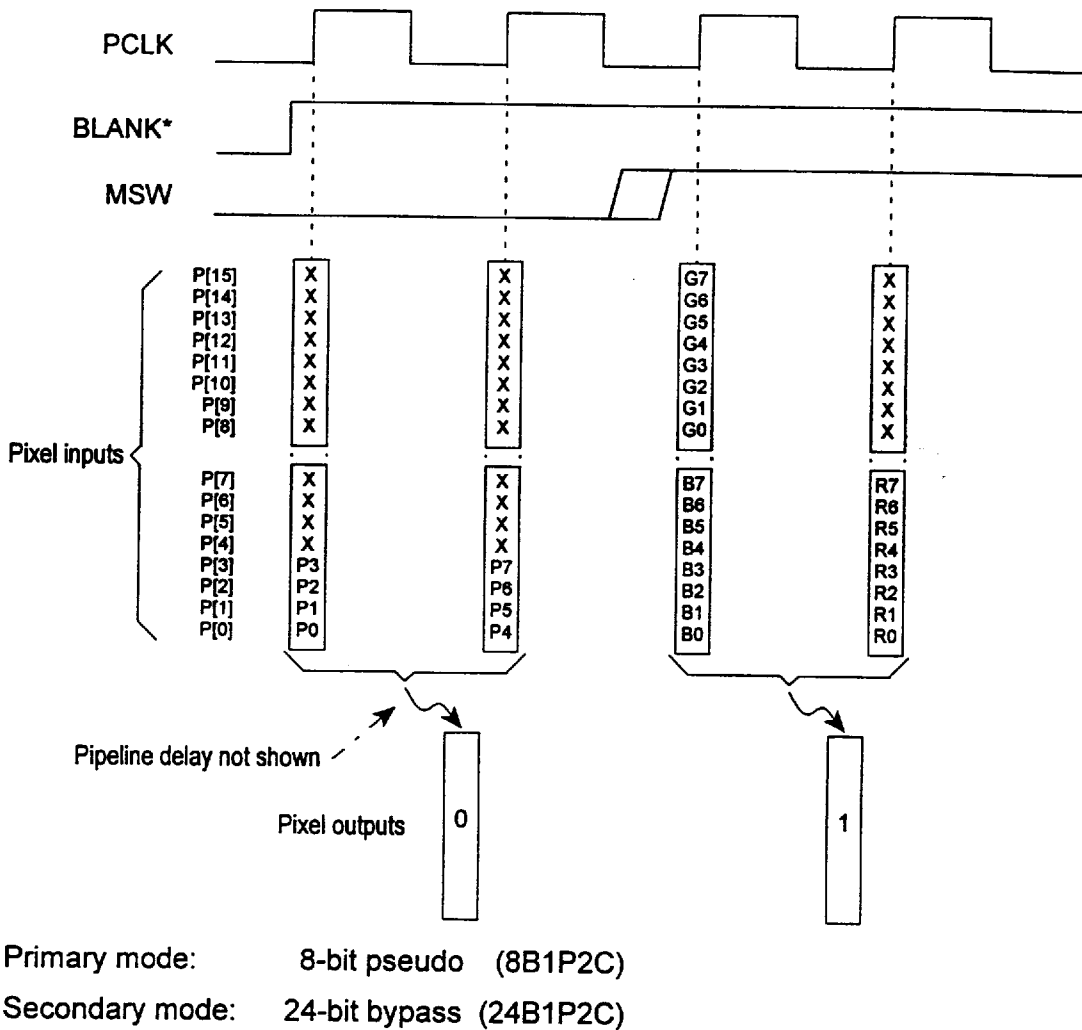 PCLK
BLANK*
MSW
P[15] X X G7 X
P[14] X X G6 X
P[13] X X G5 X
P[12] X X G4 X
P[11] X X G3 X
P[10] X X G2 X
P[9] X X G1 X
P[8] X X G0 X
Pixel inputs
P[7] X X B7 R7
P[6] X X B6 R6
P[5] X X B5 R5
P[4] X X B4 R4
P[3] P3 P7 B3 R3
P[2] P2 P6 B2 R2
P[1] P1 P5 B1 R1
P[0] P0 P4 B0 R0
Pipeline delay not shown
Pixel outputs 0 1
Primary mode: 8-bit pseudo (8B1P2C)
Secondary mode: 24-bit bypass (24B1P2C)